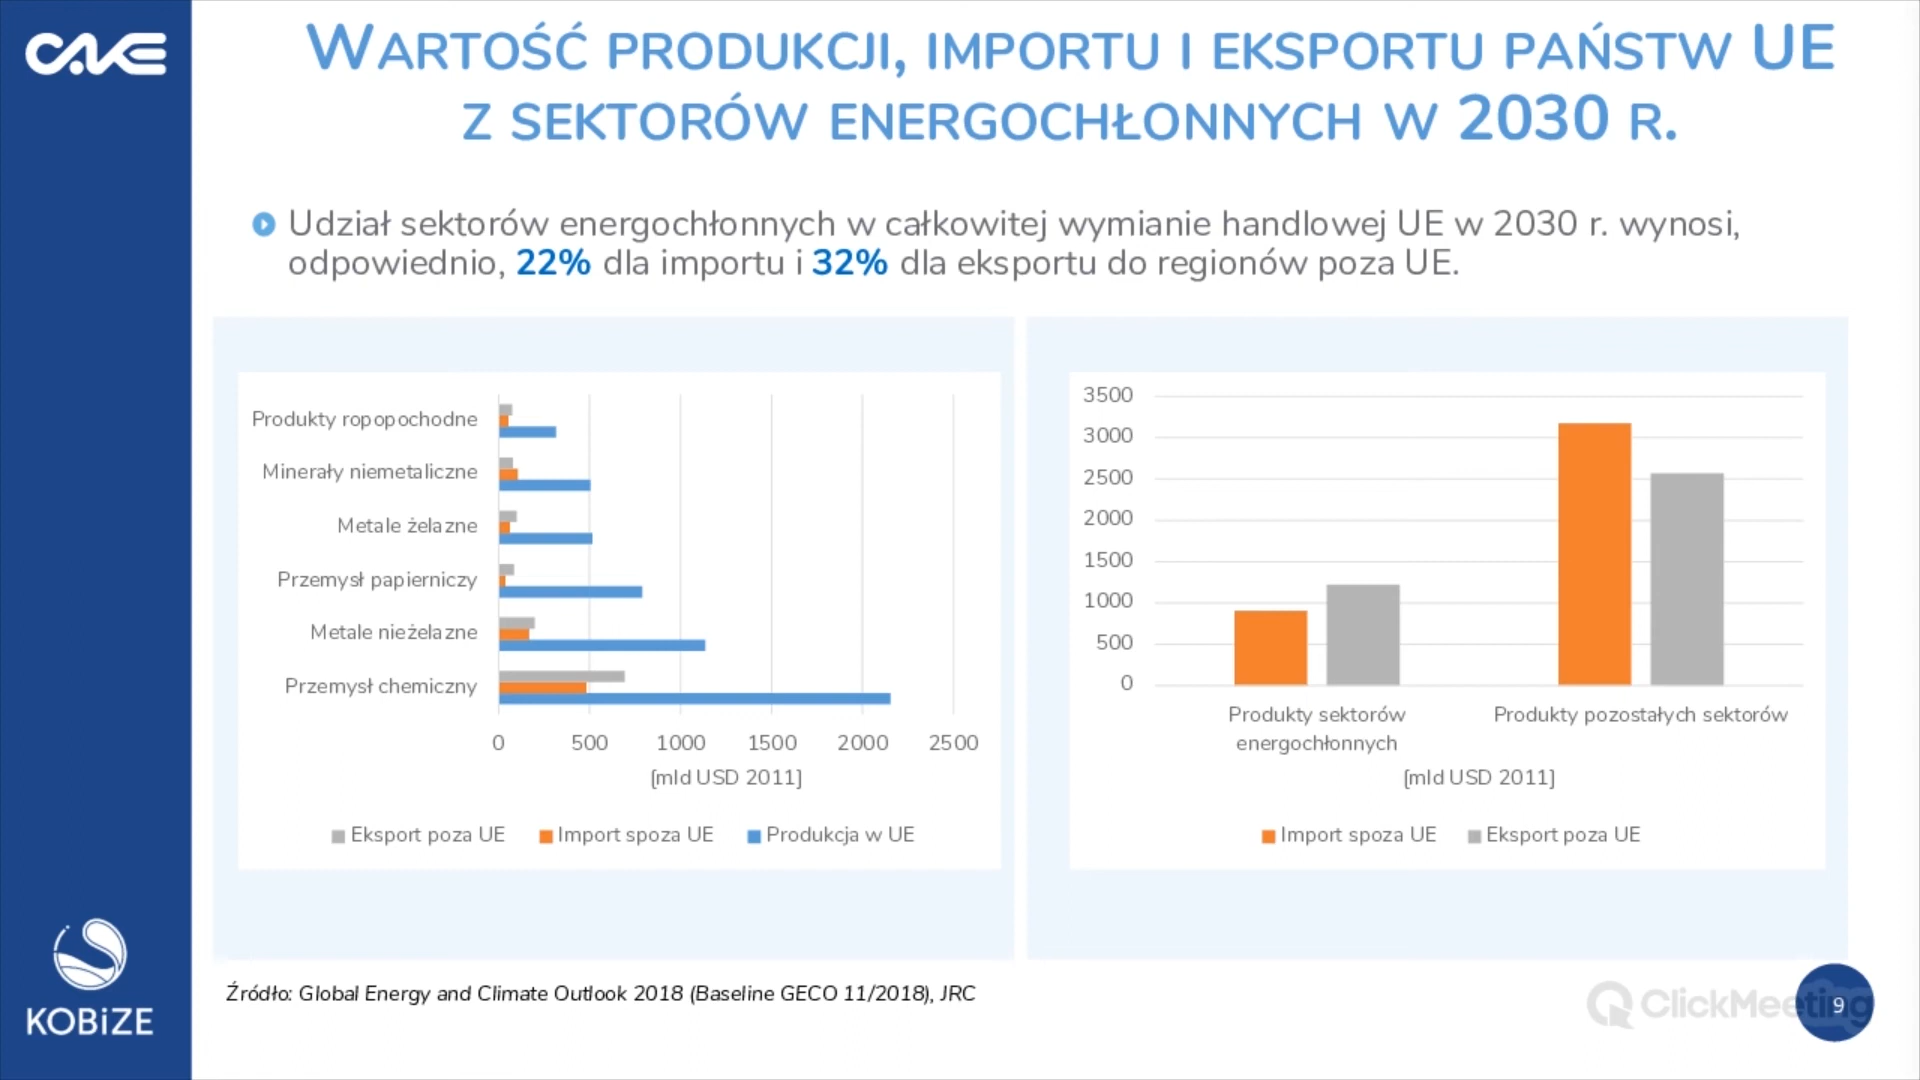 CAKE
WARTOŚĆ PRODUKCJI, IMPORTU I EKSPORTU PAŃSTW UE
Z SEKTORÓW ENERGOCHŁONNYCH W 2030 R.
Udział sektorów energochłonnych w całkowitej wymianie handlowej UE w 2030 r. wynosi,
odpowiednio, 22% dla importu i 32% dla eksportu do regionów poza UE.
Produkty ropopochodne
Minerały niemetaliczne
Metale żelazne
Przemysł papierniczy
Metale nieżelazne
Przemysł chemiczny
0 500 1000 1500 2000 2500
[mld USD 2011]
Eksport poza UE Import spoza UE Produkcja w UE
3500
3000
2500
2000
1500
1000
500
0
Produkty sektorów
energochłonnych
Produkty pozostałych sektorów
[mld USD 2011]
Import spoza UE Eksport poza UE
Źródło: Global Energy and Climate Outlook 2018 (Baseline GECO 11/2018), JRC
KOBiZE
ClickMeeting
9